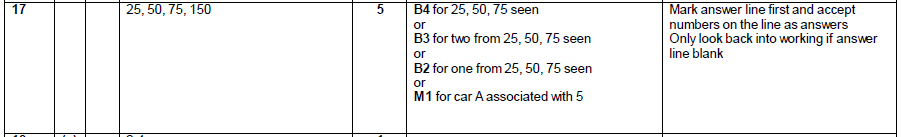 17 25, 50, 75, 150 5 B4 for 25, 50, 75 seen Mark answer line first and accept
or numbers on the line as answers
B3 for two from 25, 50, 75 seen Only look back into working if answer
or line blank
B2 for one from 25, 50, 75 seen
or
M1 for car A associated with 5